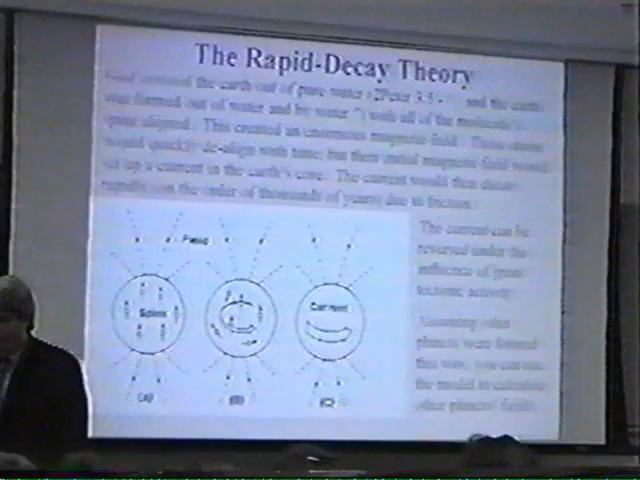 The Rapid-Decay Theory
the earth out of pure water (2Peter 3:5 - and the earth
was formed out of water and by water ") with all of the molecule's
spins aligned. This created an enormous magnetic field. These
would quickly de-align with time; but their initial magnetic field would
set up a current in the earth's core. The current would then decay
rapidly (on the order of thousands of years) due to friction.
Field
Spins
Current
(A)
(B)
(C)
The current can be
reversed under the
influence of great
tectonic activity.
Assuming other
planets were formed
this way, you can use
the model to calculate
other planets' fields.